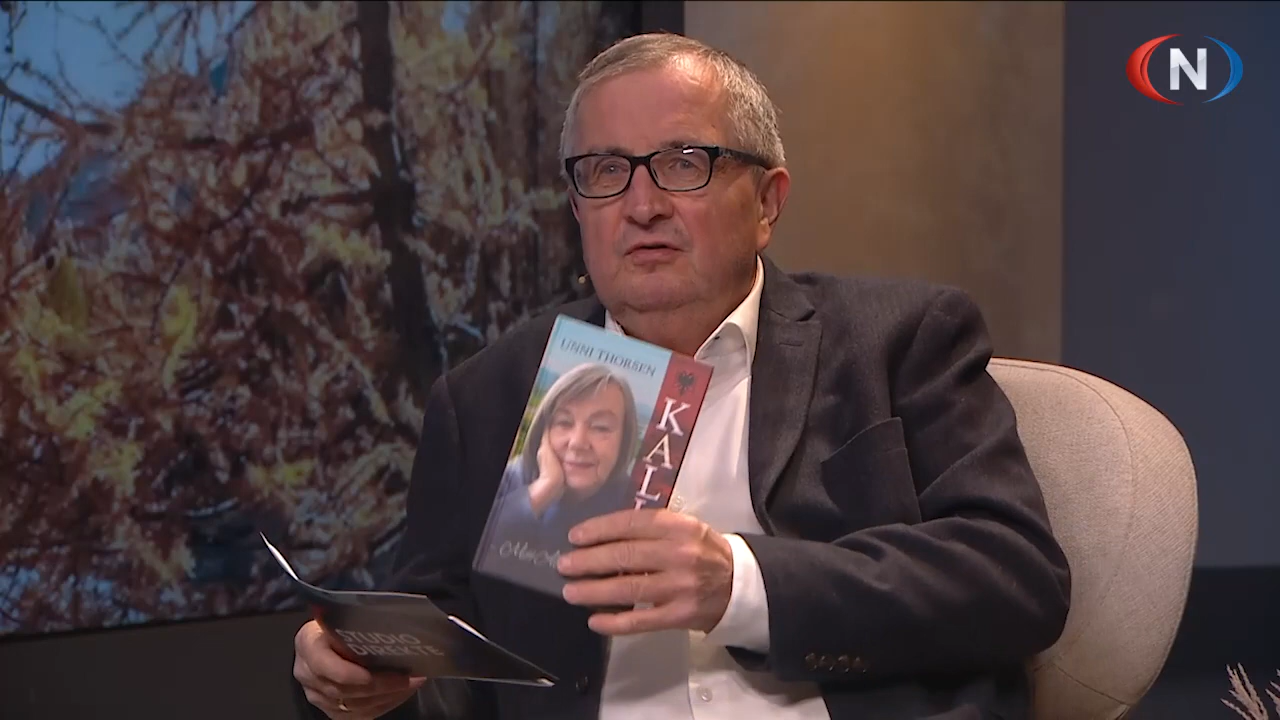 N
UNNI THORSEN
KAL
STUDIO
DIREKTE